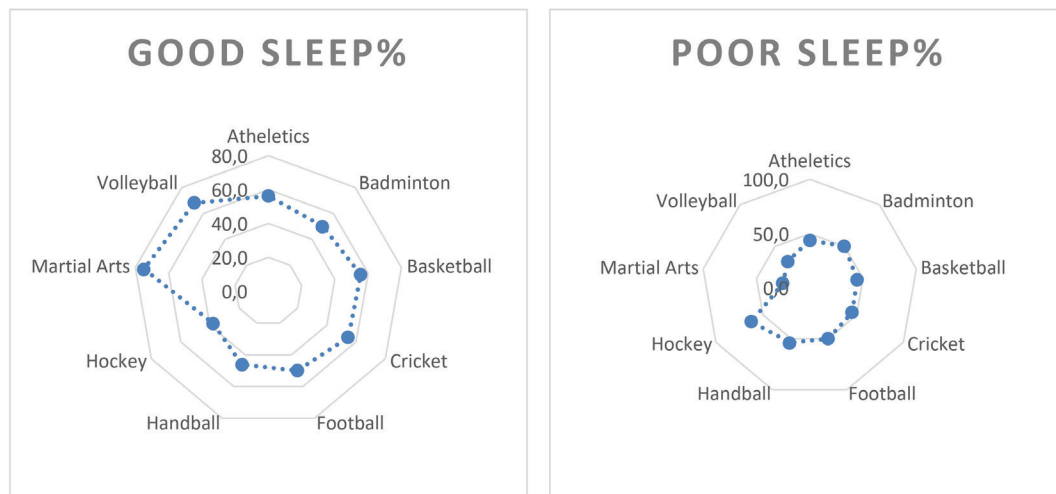 GOOD SLEEP%
Atheletics
80,0
Volleyball
60,0
Badminton
40,0
20,0
Martial Arts
Basketball
0,0
Hockey
Cricket
Handball
Football
POOR SLEEP%
Atheletics
100,0
Volleyball
Badminton
50,0
Martial Arts
Basketball
0,0
Hockey
Cricket
Handball
Football